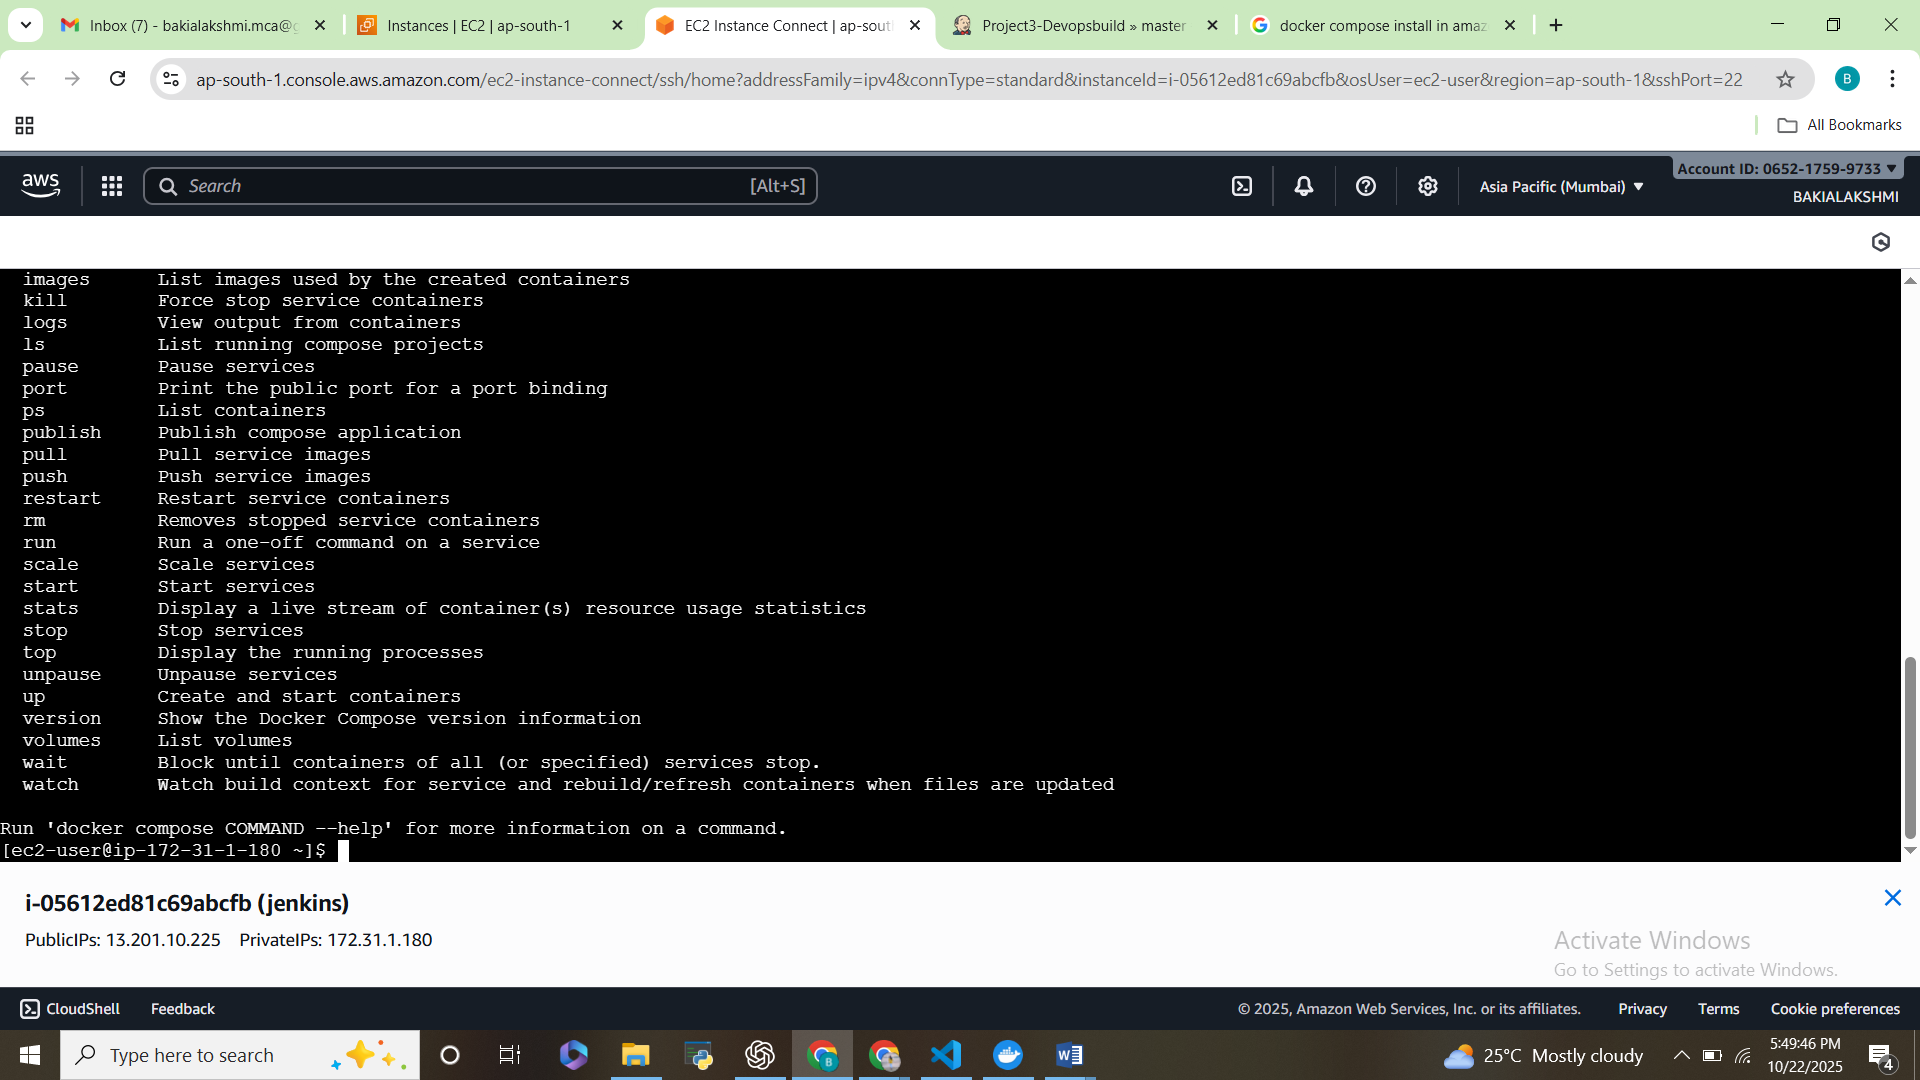 Inbox (7) - bakialakshmi.mca@g
Instances | EC2 | ap-south-1
EC2 Instance Connect | ap-sout
Project3-Devopsbuild » master
docker compose install in amaz
ap-south-1.console.aws.amazon.com/ec2-instance-connect/ssh/home?addressFamily=ipv4&connType=standard&instanceId=i-05612ed81c69abcfb&osUser=ec2-user&region=ap-south-1&sshPort=22
B
All Bookmarks
aws
Search
[Alt+S]
Asia Pacific (Mumbai)
Account ID: 0652-1759-9733
BAKIALAKSHMI
images      List images used by the created containers
kill        Force stop service containers
logs        View output from containers
ls          List running compose projects
pause       Pause services
port        Print the public port for a port binding
ps          List containers
publish     Publish compose application
pull        Pull service images
push        Push service images
restart     Restart service containers
rm          Removes stopped service containers
run         Run a one-off command on a service
scale       Scale services
start       Start services
stats       Display a live stream of container(s) resource usage statistics
stop        Stop services
top         Display the running processes
unpause     Unpause services
up          Create and start containers
version     Show the Docker Compose version information
volumes     List volumes
wait        Block until containers of all (or specified) services stop.
watch       Watch build context for service and rebuild/refresh containers when files are updated
Run 'docker compose COMMAND --help' for more information on a command.
[ec2-user@ip-172-31-1-180 ~]$
i-05612ed81c69abcfb (jenkins)
PublicIPs: 13.201.10.225 PrivateIPs: 172.31.1.180
Activate Windows
Go to Settings to activate Windows.
CloudShell
Feedback
© 2025, Amazon Web Services, Inc. or its affiliates.
Privacy
Terms
Cookie preferences
Type here to search
25°C Mostly cloudy
5:49:46 PM
10/22/2025
4